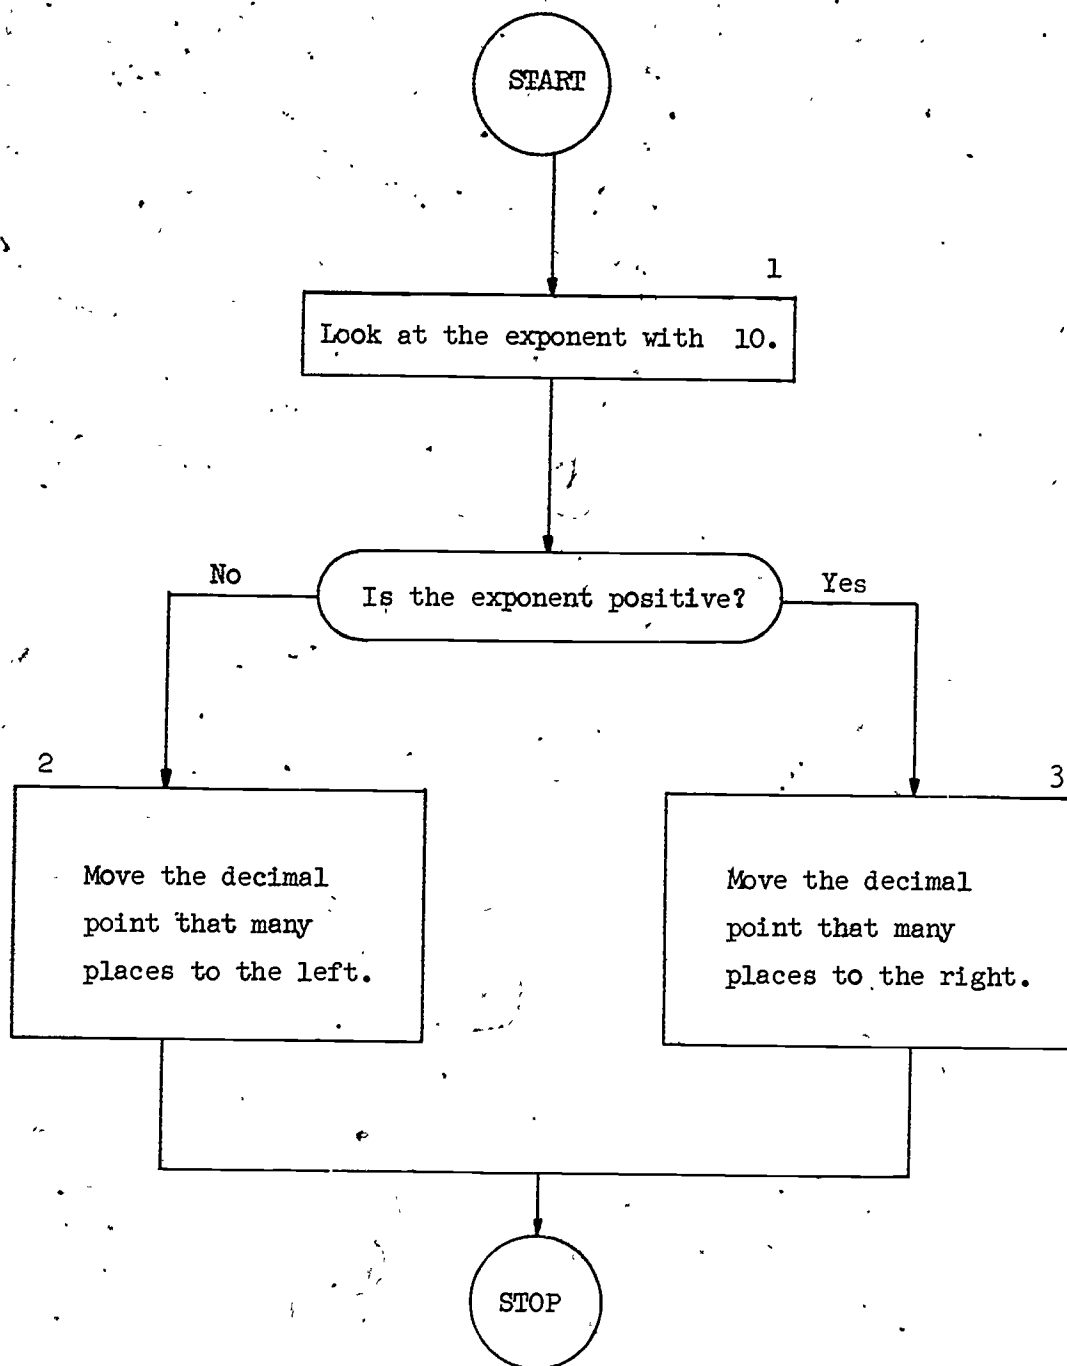 START
1
Look at the exponent with 10.
Is the exponent positive?
No
Yes
2
Move the decimal
point that many
places to the left.
3
Move the decimal
point that many
places to the right.
STOP